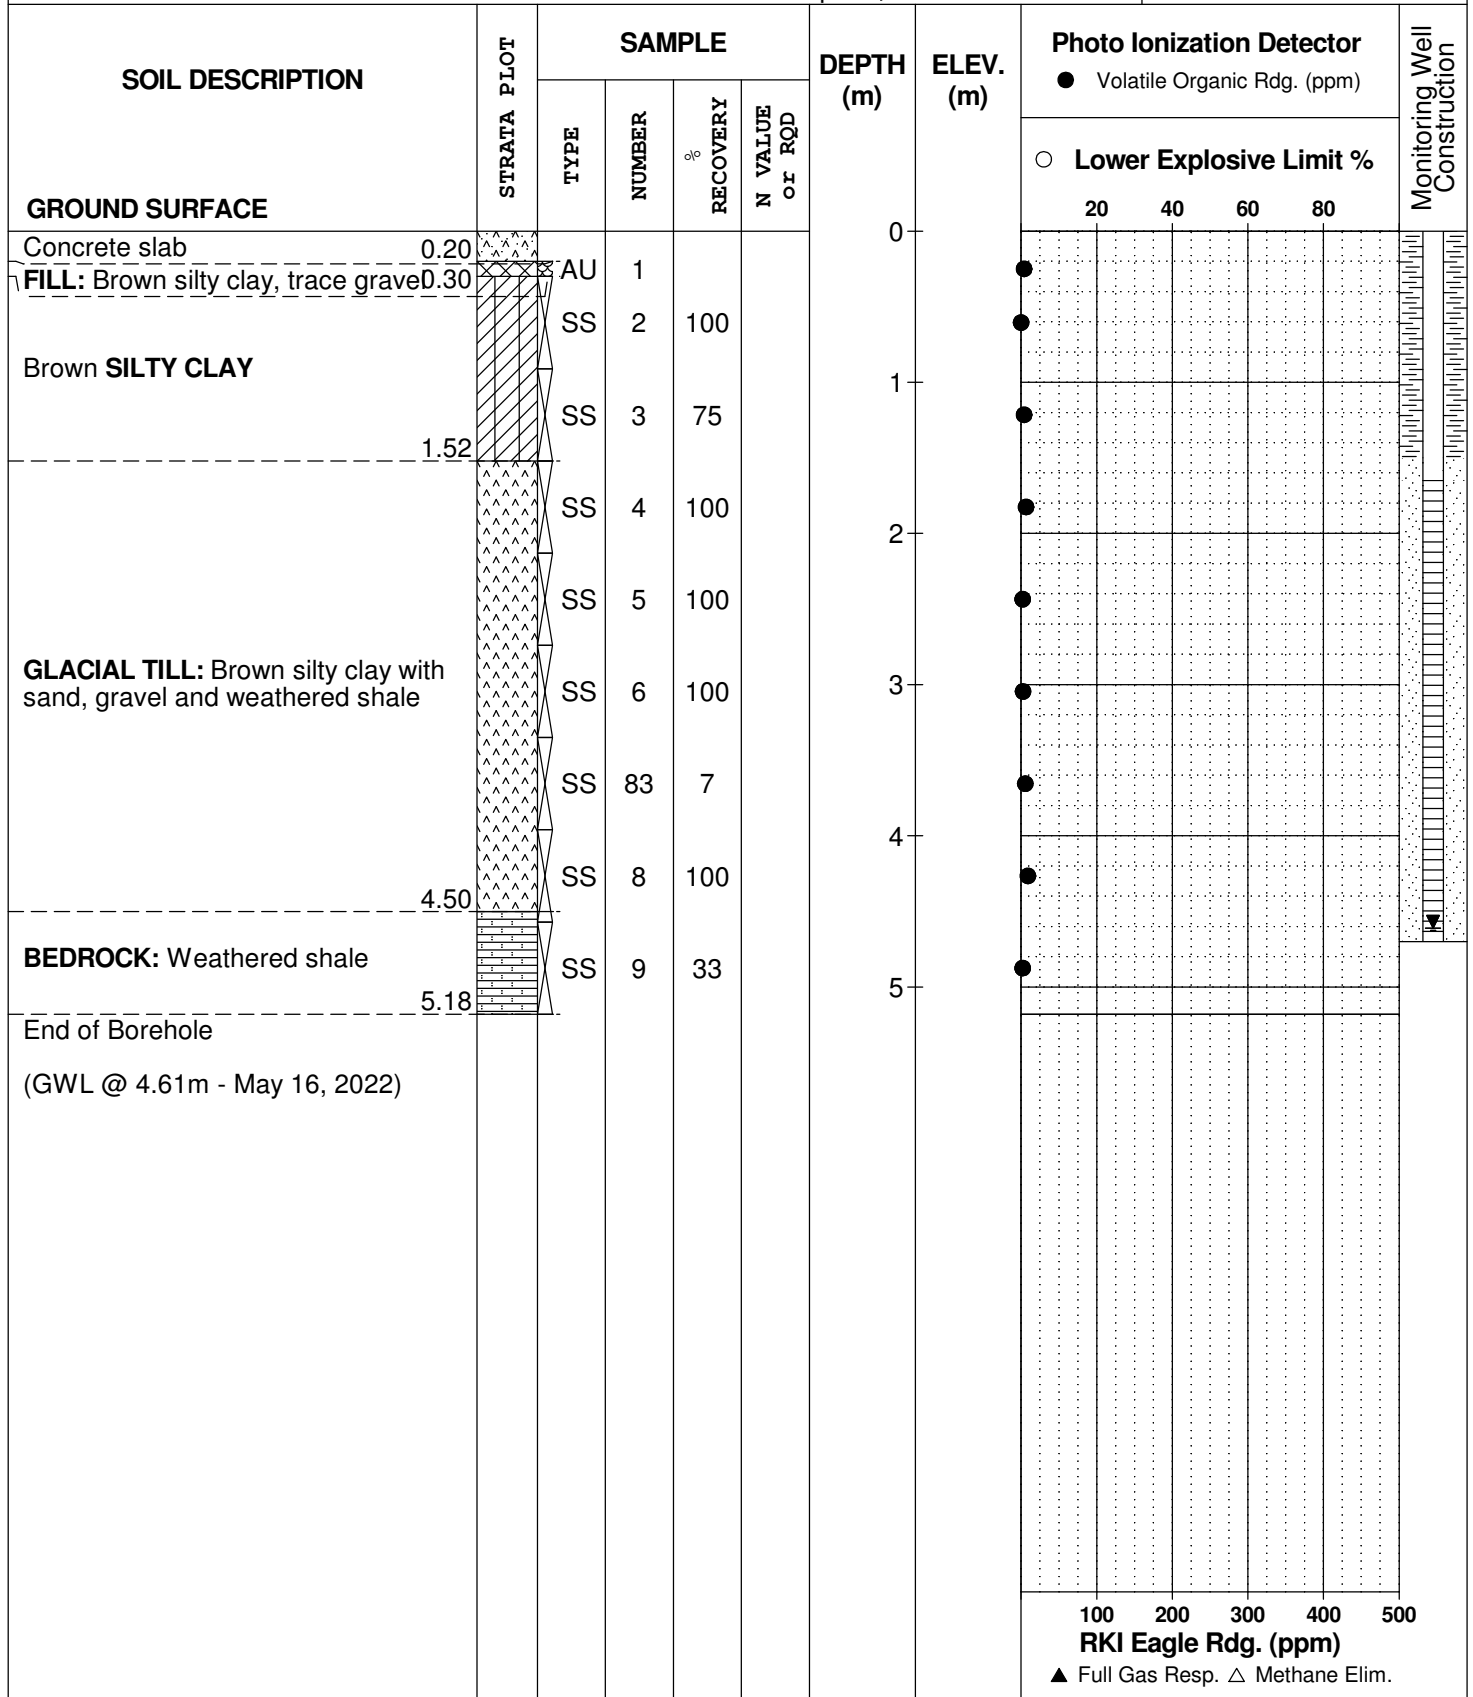 SOIL DESCRIPTION
GROUND SURFACE
STRATA PLOT
SAMPLE
TYPE
NUMBER
%
RECOVERY
N VALUE
or RQD
DEPTH
(m)
ELEV.
(m)
Photo Ionization Detector
● Volatile Organic Rdg. (ppm)
○ Lower Explosive Limit %
20 40 60 80
Monitoring Well
Construction
0
Concrete slab 0.20
FILL: Brown silty clay, trace gravel 0.30
AU 1
SS 2 100
Brown SILTY CLAY
1
SS 3 75
1.52
SS 4 100
2
SS 5 100
GLACIAL TILL: Brown silty clay with
sand, gravel and weathered shale
SS 6 100
3
SS 83 7
4
SS 8 100
4.50
BEDROCK: Weathered shale
SS 9 33
5
5.18
End of Borehole
(GWL @ 4.61m - May 16, 2022)
100 200 300 400 500
RKI Eagle Rdg. (ppm)
▲ Full Gas Resp. △ Methane Elim.